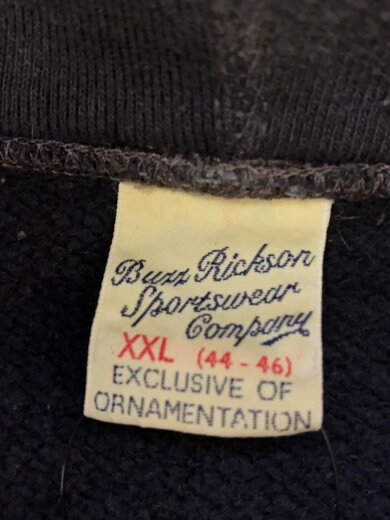 Buzz Rickson
Sportswear
Company
XXL (44 - 46)
EXCLUSIVE OF
ORNAMENTATION